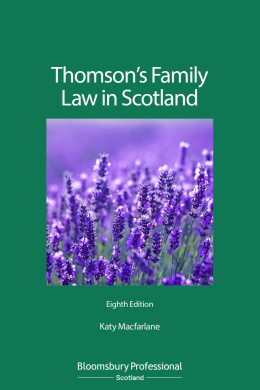 Thomson's Family
Law in Scotland
Eighth Edition
Katy Macfarlane
Bloomsbury Professional
Scotland